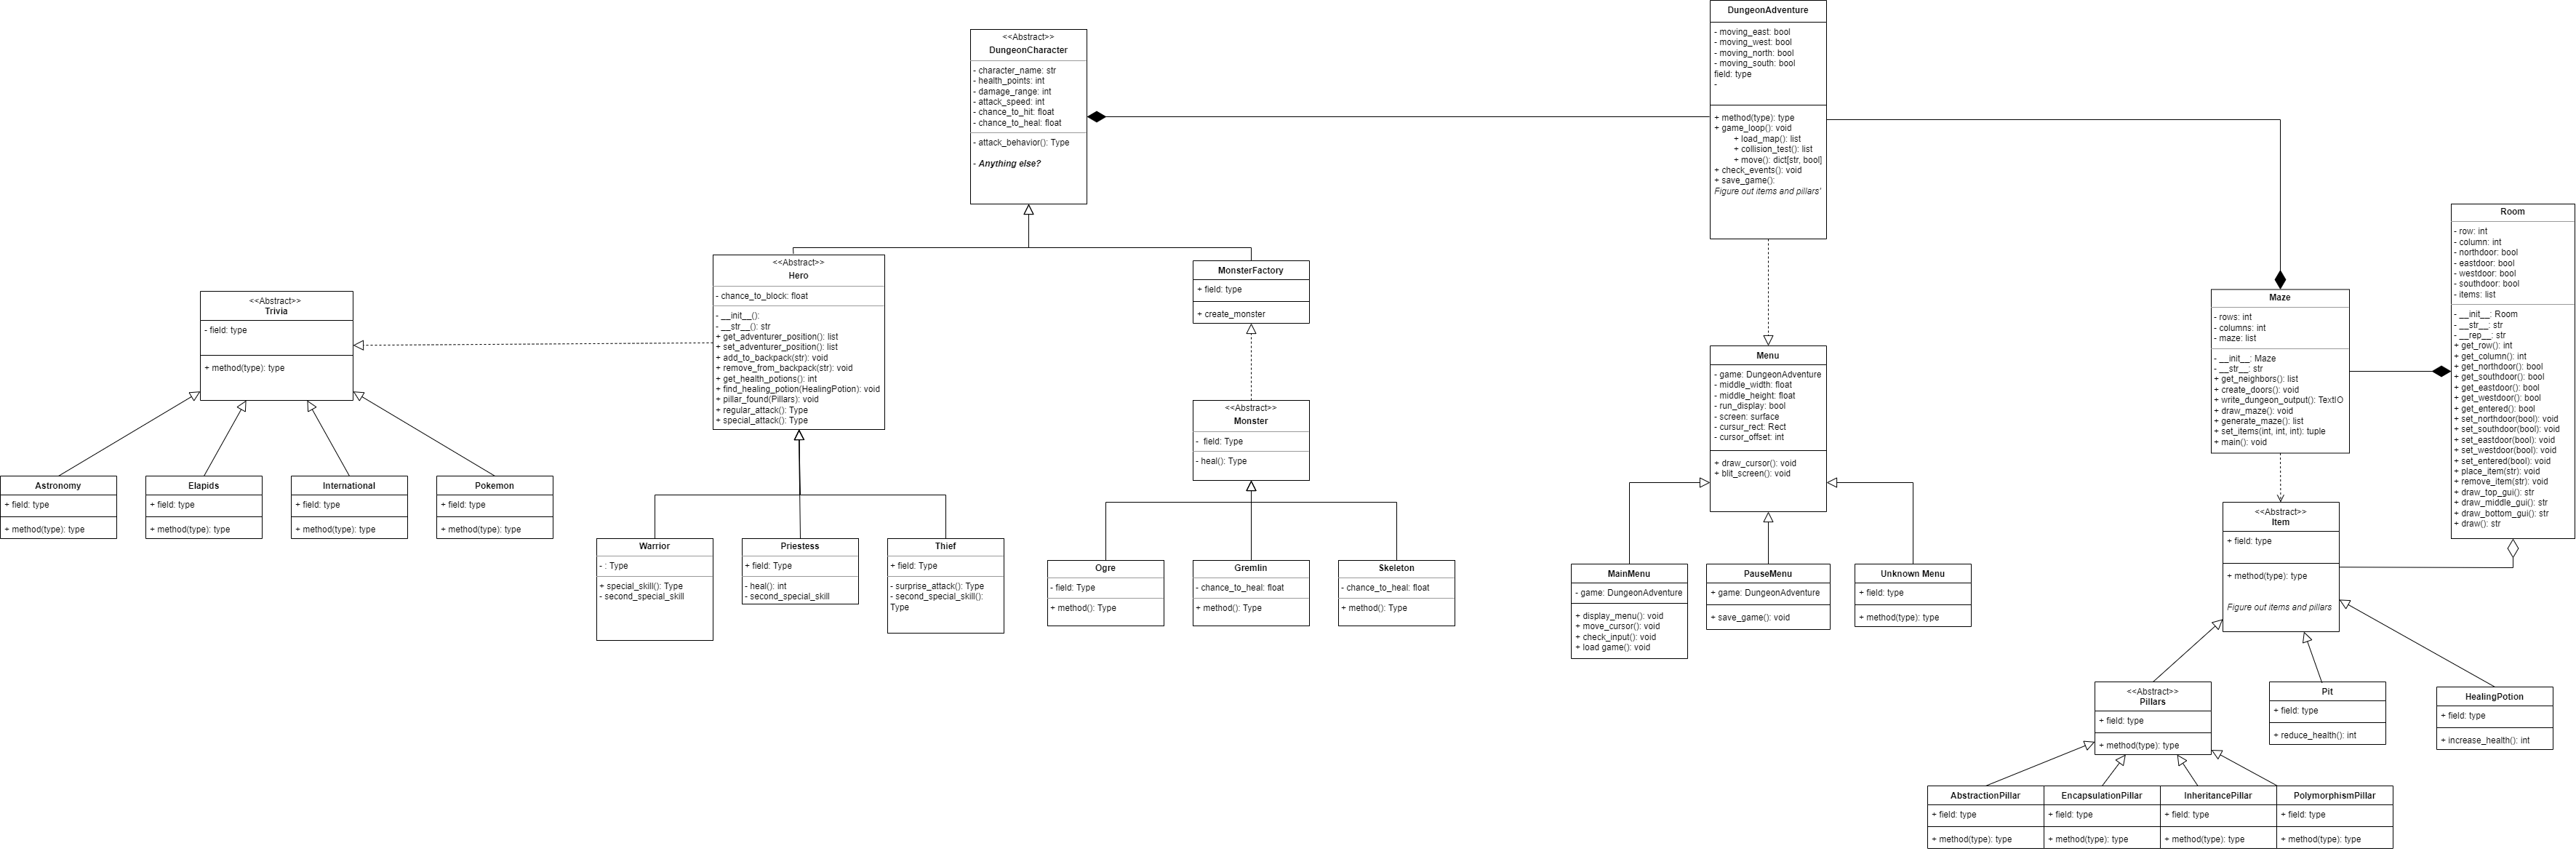 DungeonAdventure
- moving_east: bool
- moving_west: bool
- moving_north: bool
- moving_south: bool
field: type
-
+ method(type): type
+ game_loop(): void
+ load_map(): list
+ collision_test(): list
+ move(): dict[str, bool]
+ check_events(): void
+ save_game():
Figure out items and pillars'
<<Abstract>>
DungeonCharacter
- character_name: str
- health_points: int
- damage_range: int
- attack_speed: int
- chance_to_hit: float
- chance_to_heal: float
- attack_behavior(): Type
- Anything else?
Room
- row: int
- column: int
- northdoor: bool
- eastdoor: bool
- westdoor: bool
- southdoor: bool
- items: list
- __init__: Room
- __str__: str
- __rep__: str
+ get_row(): int
+ get_column(): int
+ get_northdoor(): bool
+ get_southdoor(): bool
+ get_eastdoor(): bool
+ get_westdoor(): bool
+ get_entered(): bool
+ set_northdoor(bool): void
+ set_southdoor(bool): void
+ set_eastdoor(bool): void
+ set_westdoor(bool): void
+ set_entered(bool): void
+ place_item(str): void
+ remove_item(str): void
+ draw_top_gui(): str
+ draw_middle_gui(): str
+ draw_bottom_gui(): str
+ draw(): str
<<Abstract>>
Hero
- chance_to_block: float
- __init__():
- __str__(): str
+ get_adventurer_position(): list
+ set_adventurer_position(): list
+ add_to_backpack(str): void
+ remove_from_backpack(str): void
+ get_health_potions(): int
+ find_healing_potion(HealingPotion): void
+ pillar_found(Pillars): void
+ regular_attack(): Type
+ special_attack(): Type
MonsterFactory
+ field: type
+ create_monster
<<Abstract>>
Trivia
- field: type
+ method(type): type
Maze
- rows: int
- columns: int
- maze: list
- __init__: Maze
- __str__: str
+ get_neighbors(): list
+ create_doors(): void
+ write_dungeon_output(): TextIO
+ draw_maze(): void
+ generate_maze(): list
+ set_items(int, int, int): tuple
+ main(): void
Menu
- game: DungeonAdventure
- middle_width: float
- middle_height: float
- run_display: bool
- screen: surface
- cursur_rect: Rect
- cursor_offset: int
+ draw_cursor(): void
+ blit_screen(): void
<<Abstract>>
Monster
-  field: Type
- heal(): Type
Astronomy
+ field: type
+ method(type): type
Elapids
+ field: type
+ method(type): type
International
+ field: type
+ method(type): type
Pokemon
+ field: type
+ method(type): type
<<Abstract>>
Item
+ field: type
+ method(type): type
Figure out items and pillars
Warrior
- : Type
+ special_skill(): Type
- second_special_skill
Priestess
+ field: Type
- heal(): int
- second_special_skill
Thief
+ field: Type
- surprise_attack(): Type
- second_special_skill():
Type
Ogre
- field: Type
+ method(): Type
Gremlin
- chance_to_heal: float
+ method(): Type
Skeleton
- chance_to_heal: float
+ method(): Type
MainMenu
- game: DungeonAdventure
+ display_menu(): void
+ move_cursor(): void
+ check_input(): void
+ load game(): void
PauseMenu
+ game: DungeonAdventure
+ save_game(): void
Unknown Menu
+ field: type
+ method(type): type
<<Abstract>>
Pillars
+ field: type
+ method(type): type
Pit
+ field: type
+ reduce_health(): int
HealingPotion
+ field: type
+ increase_health(): int
AbstractionPillar
+ field: type
+ method(type): type
EncapsulationPillar
+ field: type
+ method(type): type
InheritancePillar
+ field: type
+ method(type): type
PolymorphismPillar
+ field: type
+ method(type): type